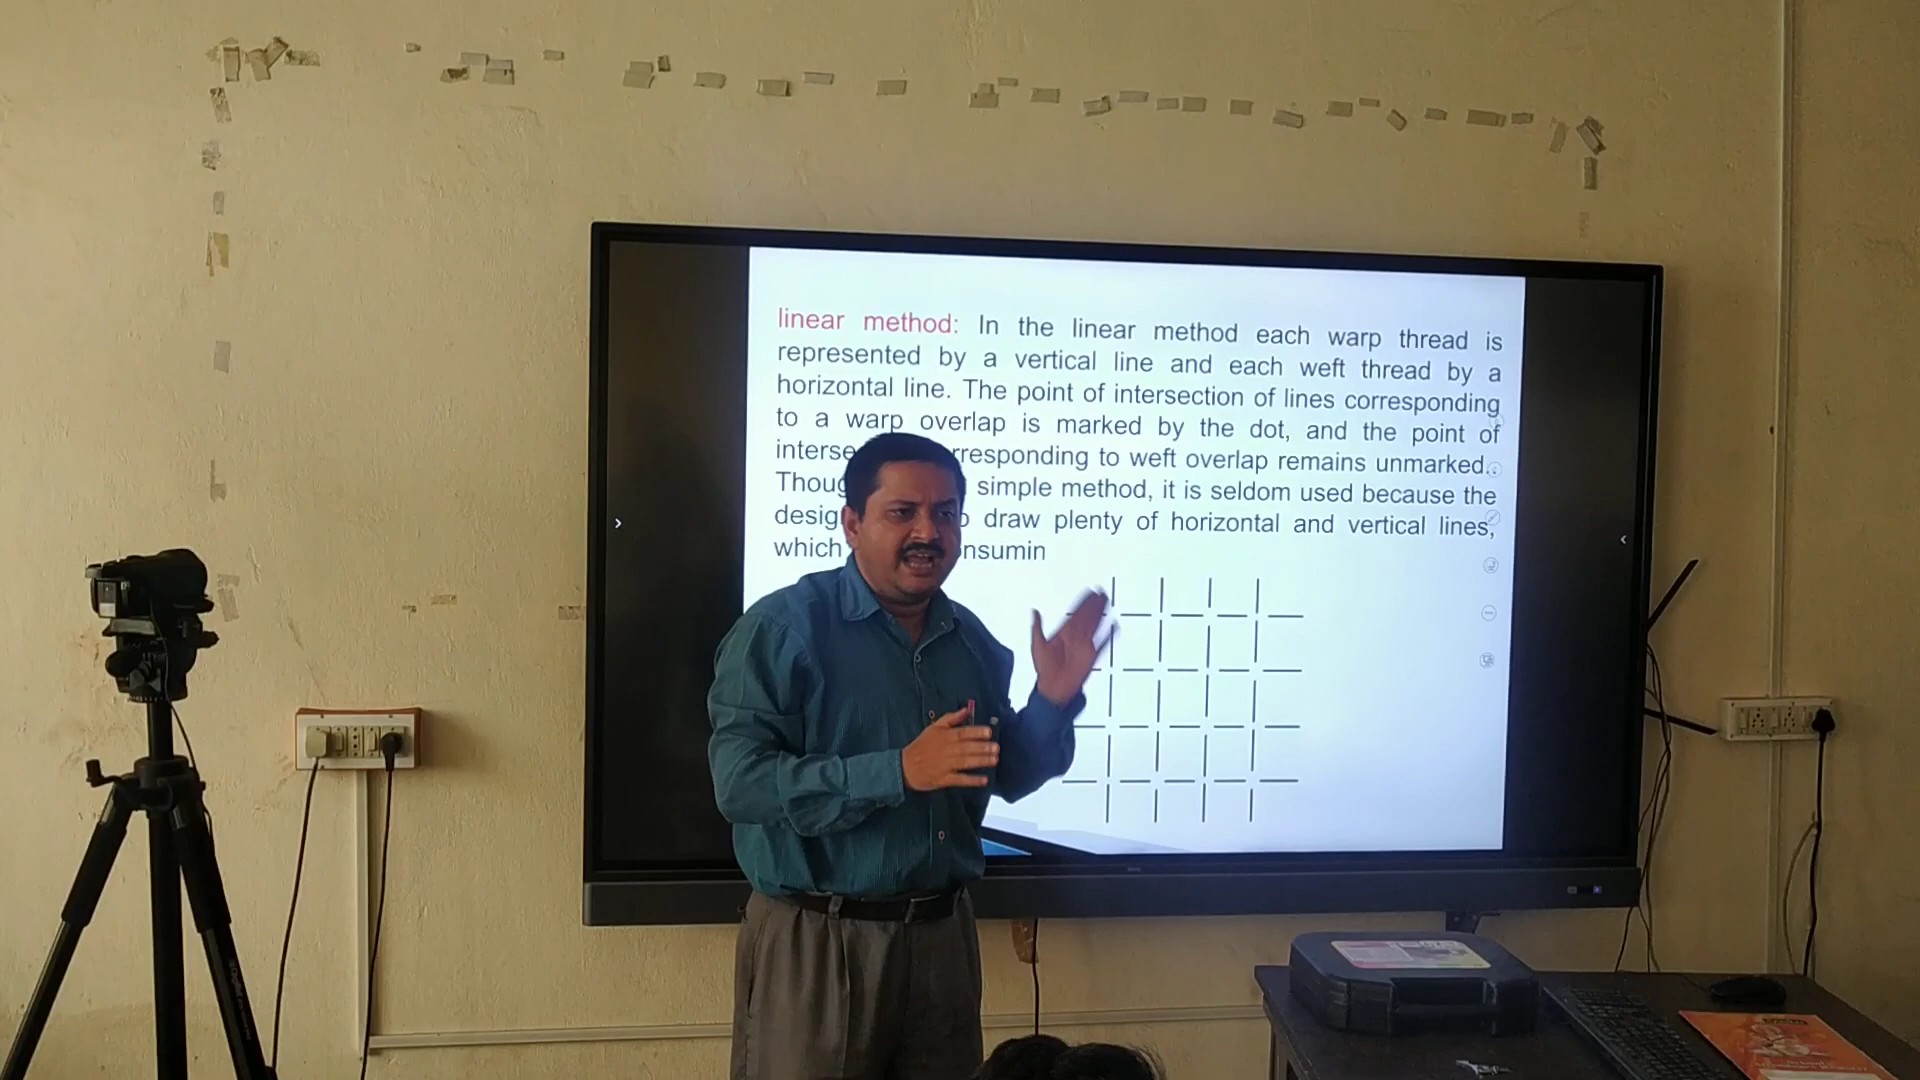 linear method: In the linear method each warp thread is
represented by a vertical line and each weft thread by a
horizontal line. The point of intersection of lines corresponding
to a warp overlap is marked by the dot, and the point of
interse rresponding to weft overlap remains unmarked.
Thoug simple method, it is seldom used because the
desig draw plenty of horizontal and vertical lines,
which nsumin